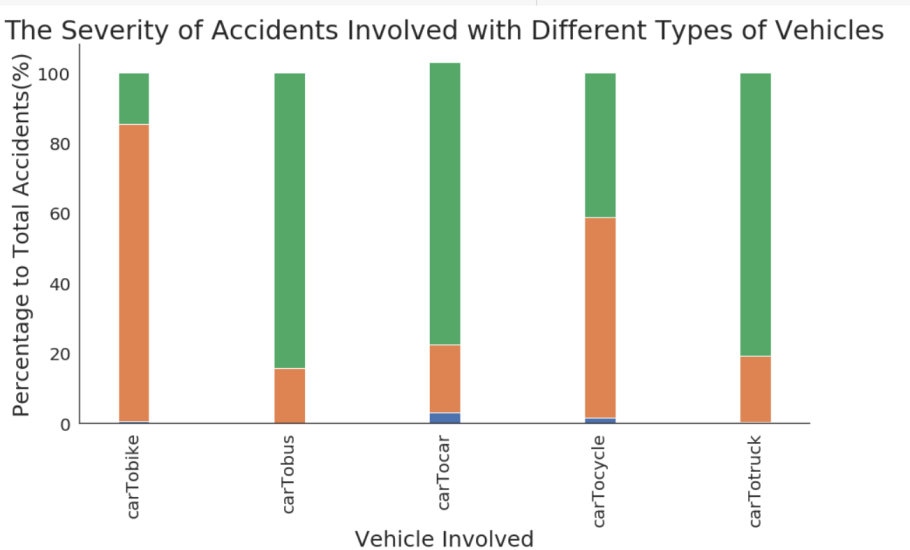 The Severity of Accidents Involved with Different Types of Vehicles
Percentage to Total Accidents(%)
100
80
60
40
20
0
carTobike
carTobus
carTocar
carTocycle
carTotruck
Vehicle Involved